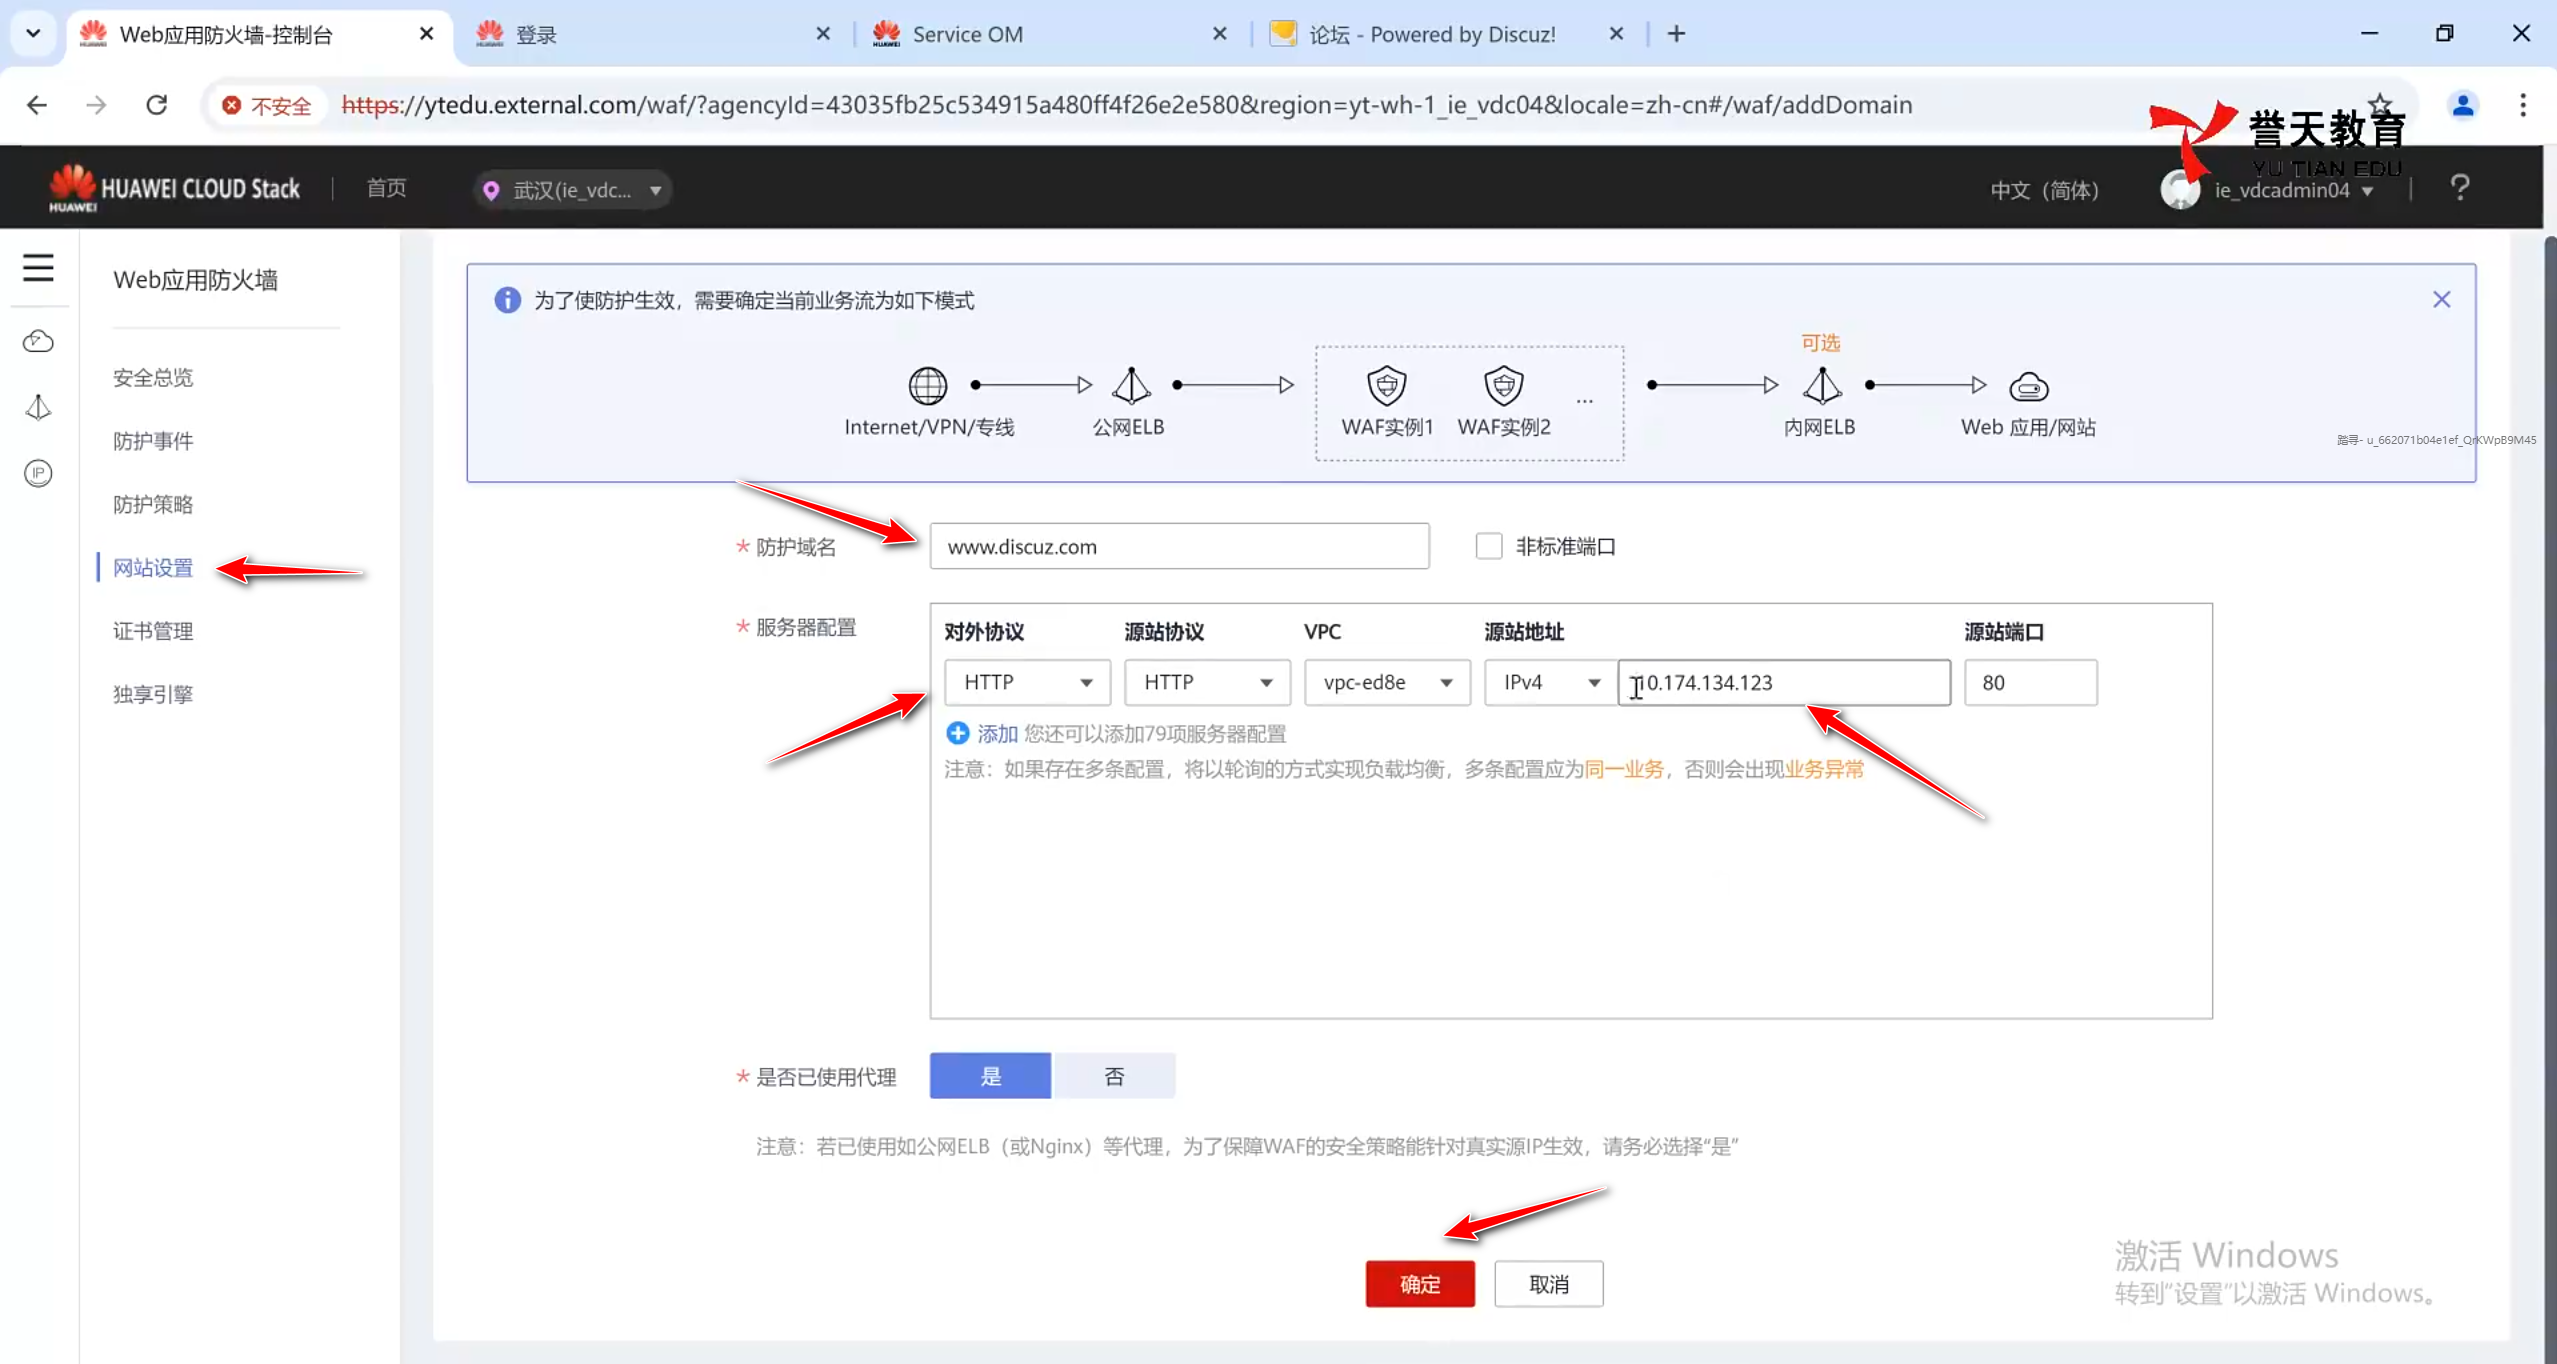 Web应用防火墙-控制台
登录
Service OM
论坛 - Powered by Discuz!
不安全
https://ytedu.external.com/waf/?agencyId=43035fb25c534915a480ff4f26e2e580&region=yt-wh-1_ie_vdc04&locale=zh-cn#/waf/addDomain
誉天教育
YU TIAN EDU
HUAWEI
HUAWEI CLOUD Stack
首页
武汉(ie_vdc...
中文（简体）
ie_vdcadmin04
?
Web应用防火墙
安全总览
防护事件
防护策略
网站设置
证书管理
独享引擎
IP
为了使防护生效，需要确定当前业务流为如下模式
可选
Internet/VPN/专线
公网ELB
WAF实例1
WAF实例2
...
内网ELB
Web 应用/网站
踏寻- u_662071b04e1ef_QrKWpB9M45
* 防护域名
www.discuz.com
非标准端口
* 服务器配置
对外协议 源站协议 VPC 源站地址 源站端口
HTTP HTTP vpc-ed8e IPv4 10.174.134.123 80
添加 您还可以添加79项服务器配置
注意：如果存在多条配置，将以轮询的方式实现负载均衡，多条配置应为同一业务，否则会出现业务异常
* 是否已使用代理
是
否
注意：若已使用如公网ELB（或Nginx）等代理，为了保障WAF的安全策略能针对真实源IP生效，请务必选择“是”
确定
取消
激活 Windows
转到“设置”以激活 Windows。